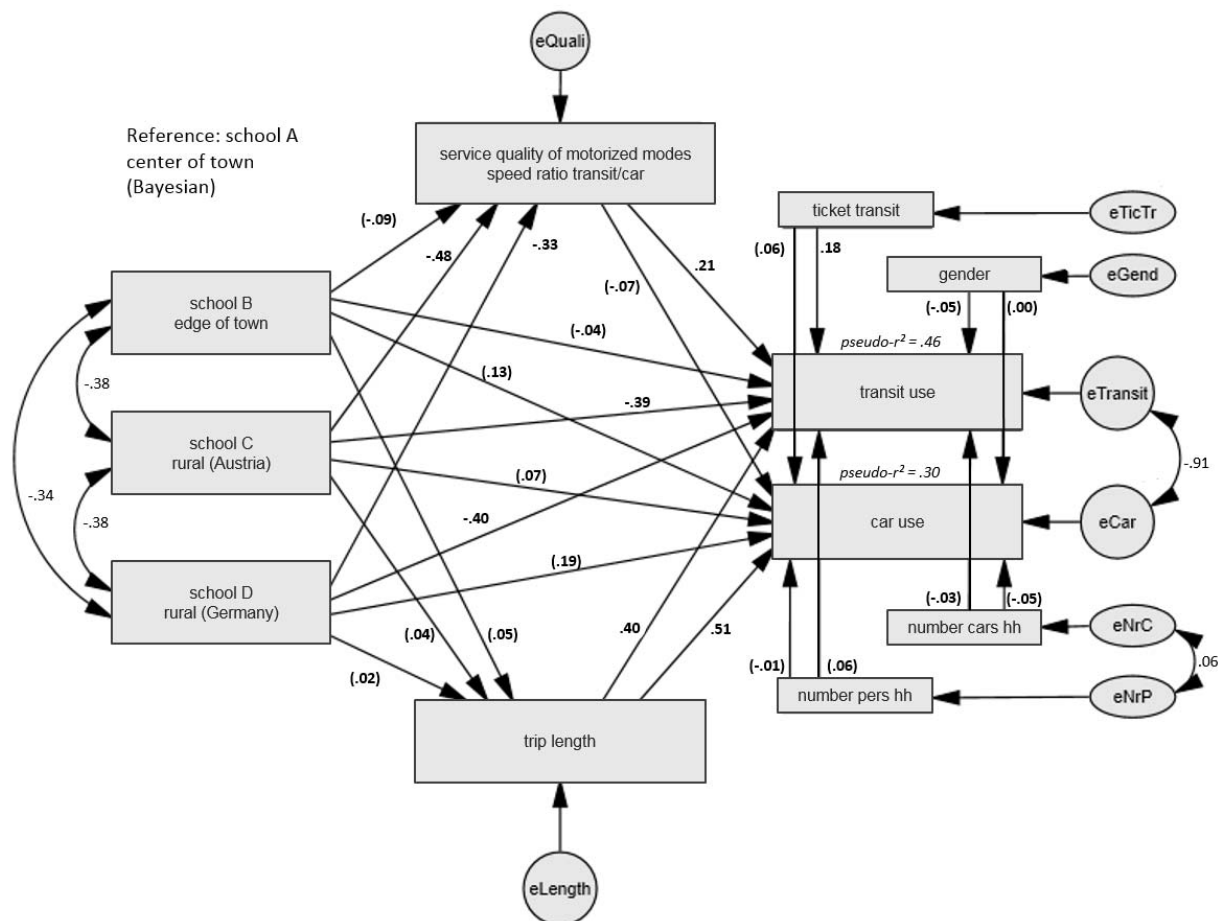 eQuali
Reference: school A
center of town
(Bayesian)
service quality of motorized modes
speed ratio transit/car
(-.09)
-.48
-.33
ticket transit
eTicTr
(.06)
.18
gender
eGend
(-.05)
(.00)
.21
(-.07)
school B
edge of town
(-.04)
(.13)
pseudo-r² = .46
transit use
eTransit
-.38
-.39
school C
rural (Austria)
(.07)
-.91
-.34
-.38
-.40
pseudo-r² = .30
car use
eCar
(.19)
school D
rural (Germany)
(.04)
(.05)
(.02)
.40
.51
(-.03)
(-.05)
number cars hh
eNrC
.06
(-.01)
(.06)
number pers hh
eNrP
trip length
eLength